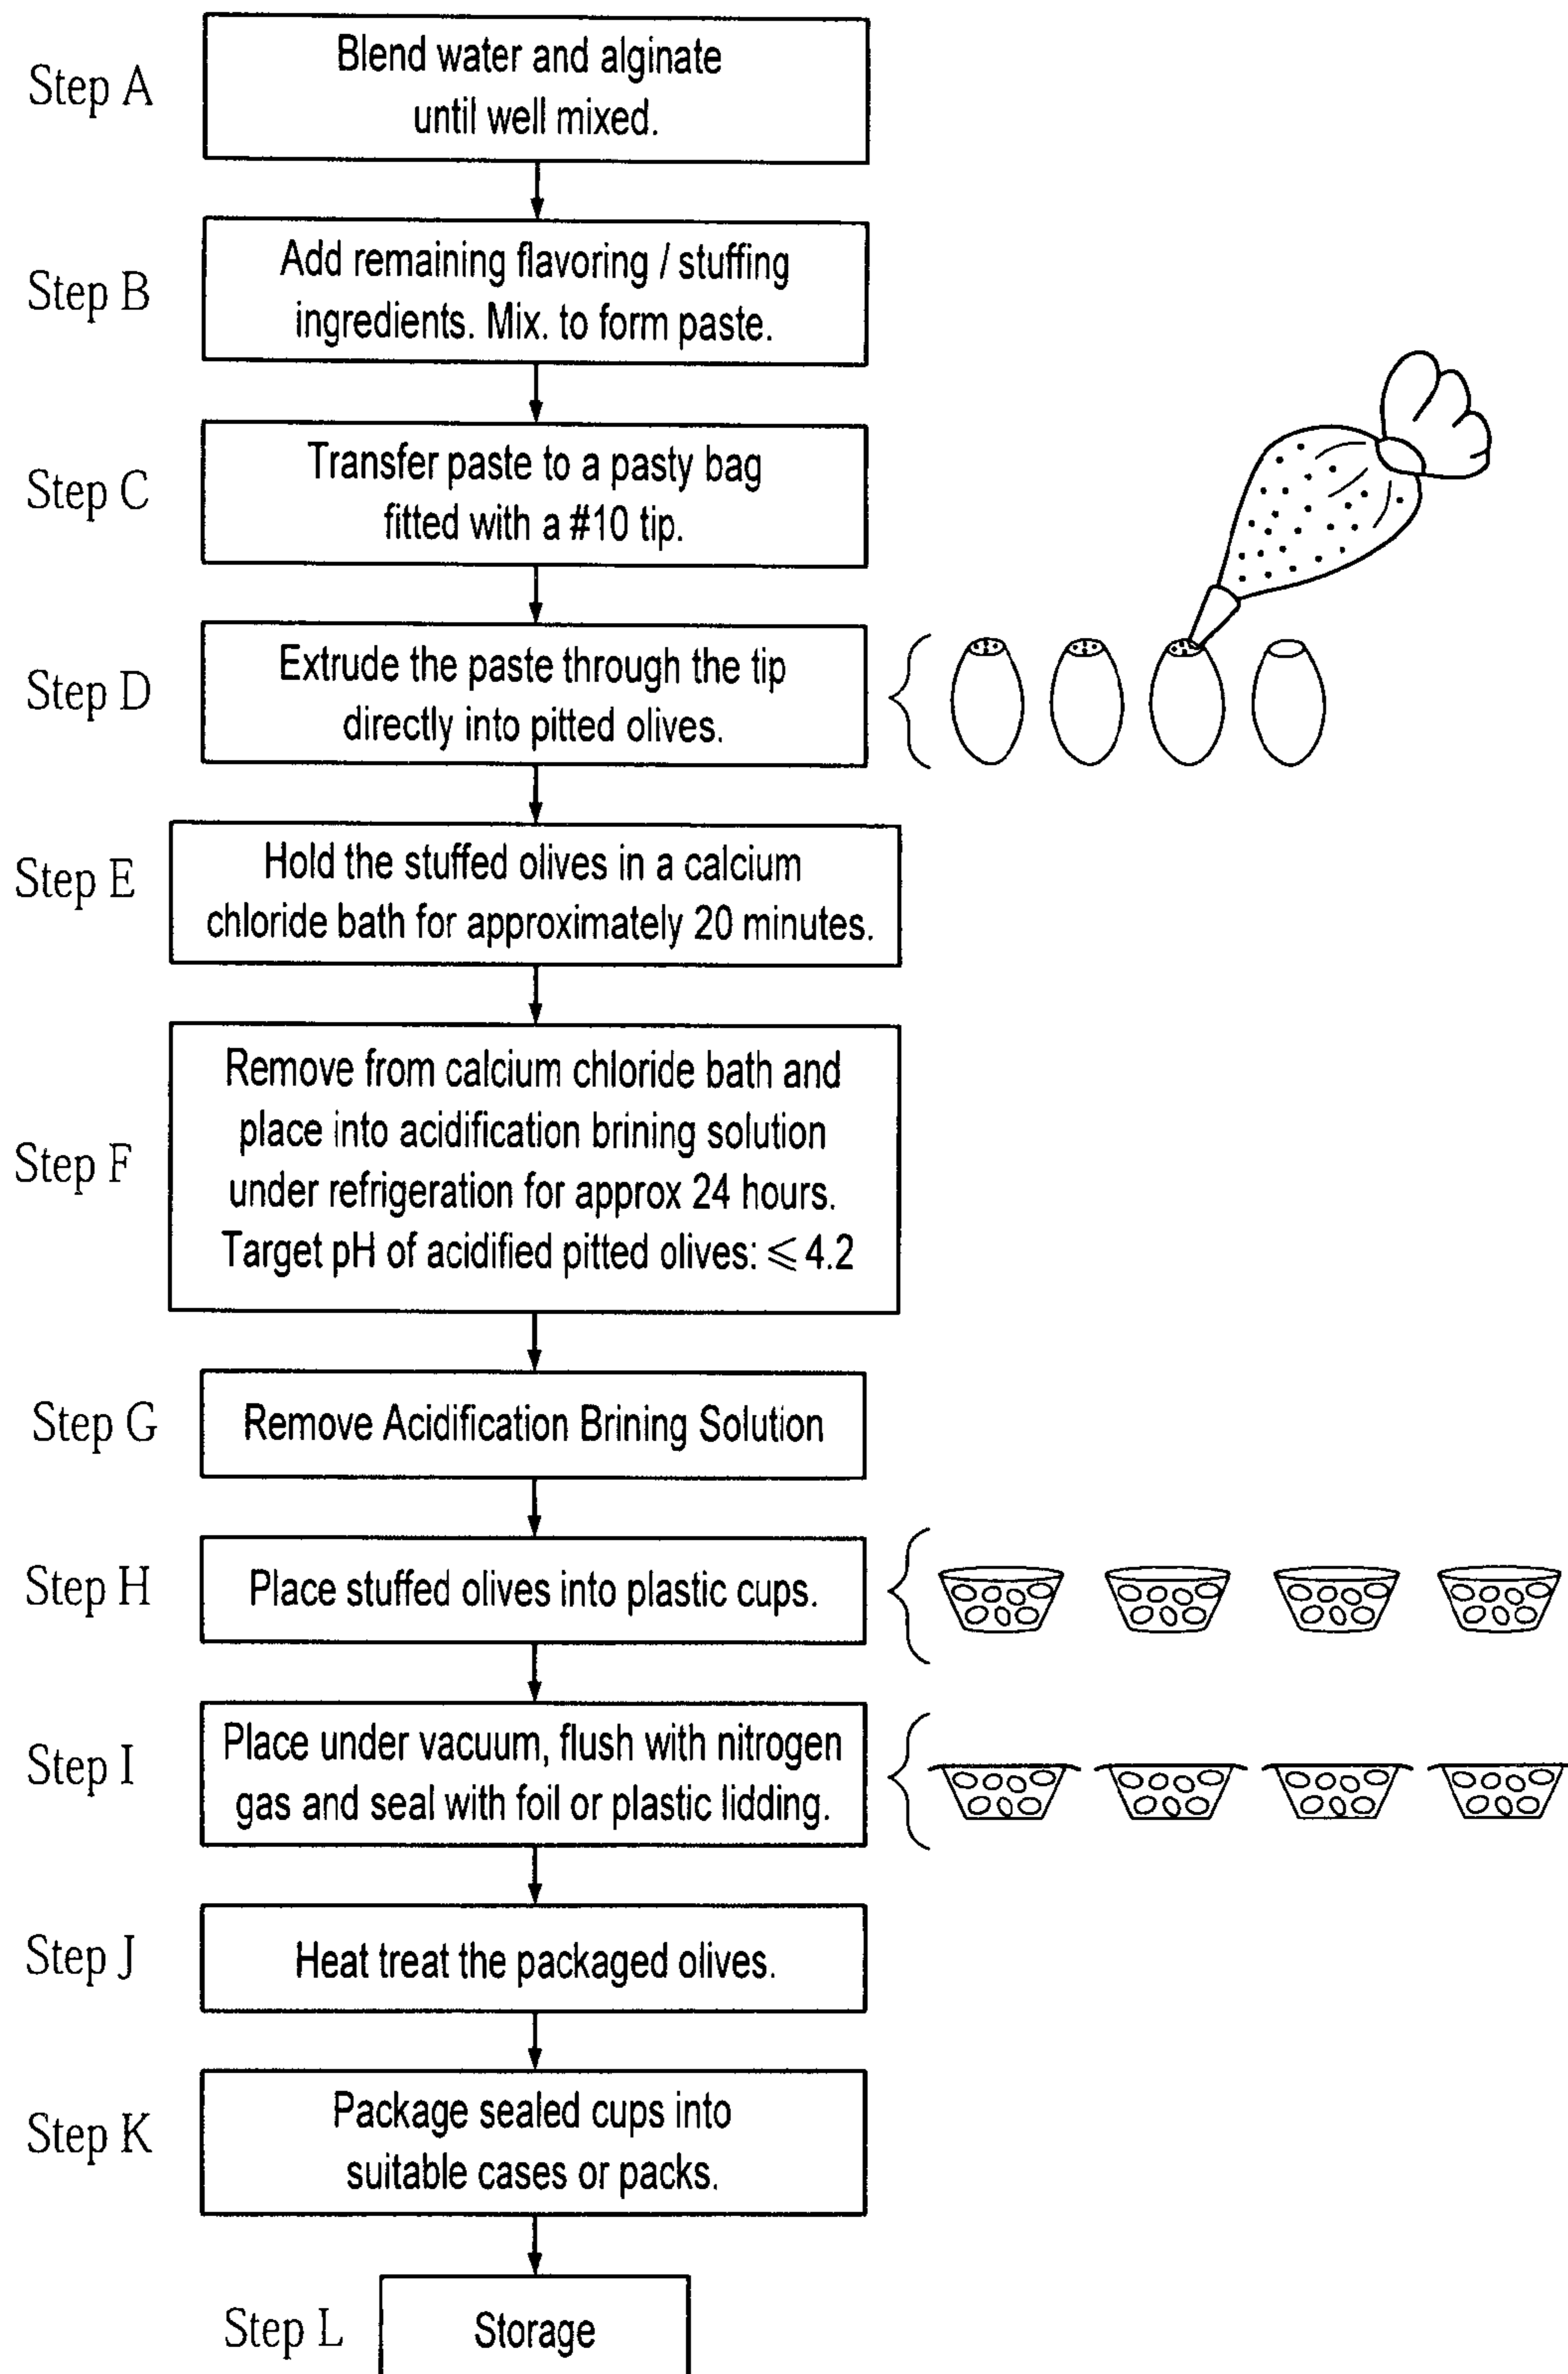 Step A
Blend water and alginate
until well mixed.
Step B
Add remaining flavoring / stuffing
ingredients. Mix. to form paste.
Step C
Transfer paste to a pasty bag
fitted with a #10 tip.
Step D
Extrude the paste through the tip
directly into pitted olives.
Step E
Hold the stuffed olives in a calcium
chloride bath for approximately 20 minutes.
Step F
Remove from calcium chloride bath and
place into acidification brining solution
under refrigeration for approx 24 hours.
Target pH of acidified pitted olives: ⩽ 4.2
Step G
Remove Acidification Brining Solution
Step H
Place stuffed olives into plastic cups.
Step I
Place under vacuum, flush with nitrogen
gas and seal with foil or plastic lidding.
Step J
Heat treat the packaged olives.
Step K
Package sealed cups into
suitable cases or packs.
Step L
Storage